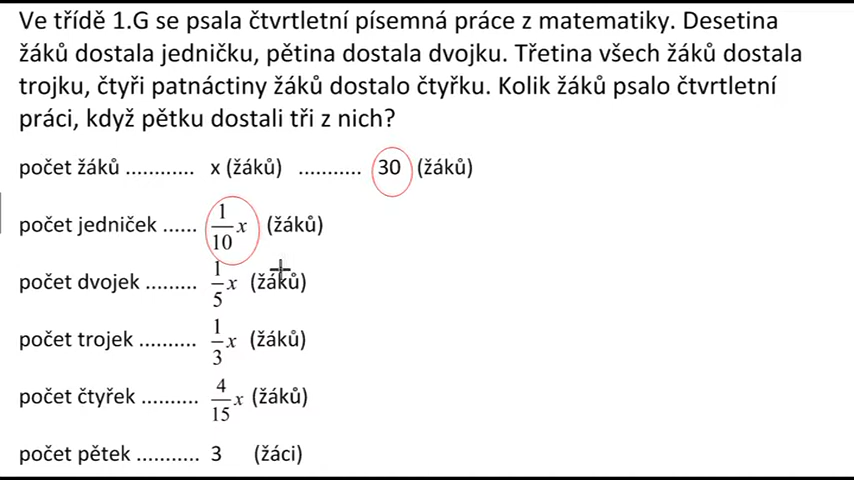 Ve třídě 1.G se psala čtvrtletní písemná práce z matematiky. Desetina
žáků dostala jedničku, pětina dostala dvojku. Třetina všech žáků dostala
trojku, čtyři patnáctiny žáků dostalo čtyřku. Kolik žáků psalo čtvrtletní
práci, když pětku dostali tři z nich?
počet žáků ............ x (žáků) ........... 30 (žáků)
počet jedniček ...... 1/10 x (žáků)
počet dvojek ......... 1/5 x (žáků)
počet trojek .......... 1/3 x (žáků)
počet čtyřek .......... 4/15 x (žáků)
počet pětek ........... 3 (žáci)